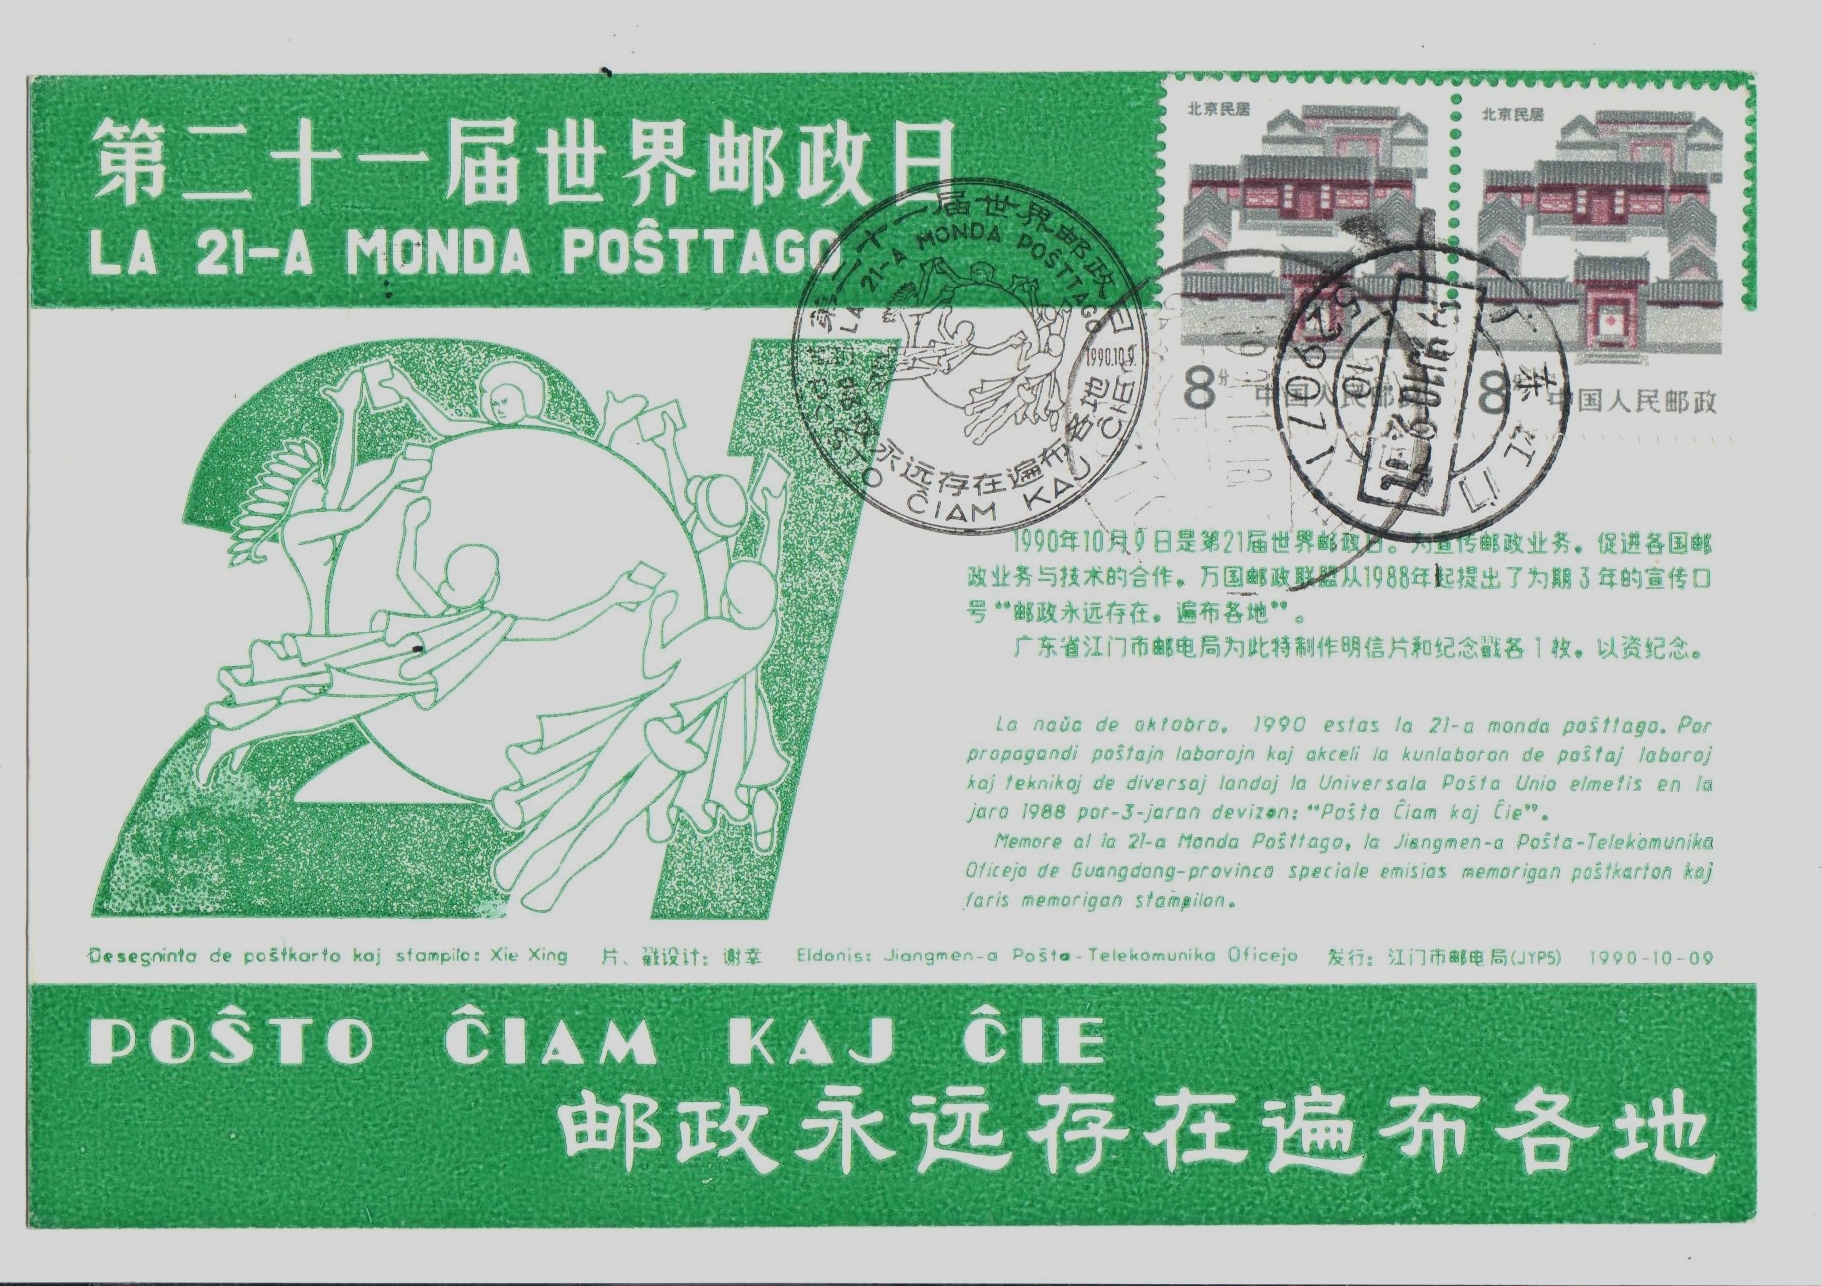 第二十一届世界邮政日
LA 21-A MONDA POŜTTAGO
北京民居
北京民居
8分 中国人民邮政
8分 中国人民邮政
第二十一届世界邮政日
LA 21-A MONDA POŜTTAGO
1990.10.9
永远存在遍布各地
POŜTO ĈIAM KAJ ĈIE
529071
1990年10月9日是第21届世界邮政日。为宣传邮政业务，促进各国邮
政业务与技术的合作，万国邮政联盟从1988年起提出了为期3年的宣传口
号“邮政永远存在，遍布各地”。
广东省江门市邮电局为此特制作明信片和纪念戳各1枚，以资纪念。
La naŭa de oktobro, 1990 estas la 21-a monda poŝttago. Por
propagandi poŝtajn laborojn kaj akceli la kunlaboron de poŝtaj laboroj
kaj teknikaj de diversaj landoj la Universala Poŝta Unio elmetis en la
jaro 1988 por-3-jaran devizon: “Poŝto Ĉiam kaj Ĉie”.
Memore al la 21-a Monda Poŝttago, la Jiangmen-a Poŝta-Telekomunika
Oficejo de Guangdong-provinco speciale emisias memorigan poŝtkarton kaj
faris memorigan stampilon.
Desegninto de poŝtkarto kaj stampilo: Xie Xing 片、戳设计：谢幸 Eldonis: Jiangmen-a Poŝta-Telekomunika Oficejo 发行：江门市邮电局(JYP5) 1990-10-09
POŜTO ĈIAM KAJ ĈIE
邮政永远存在遍布各地